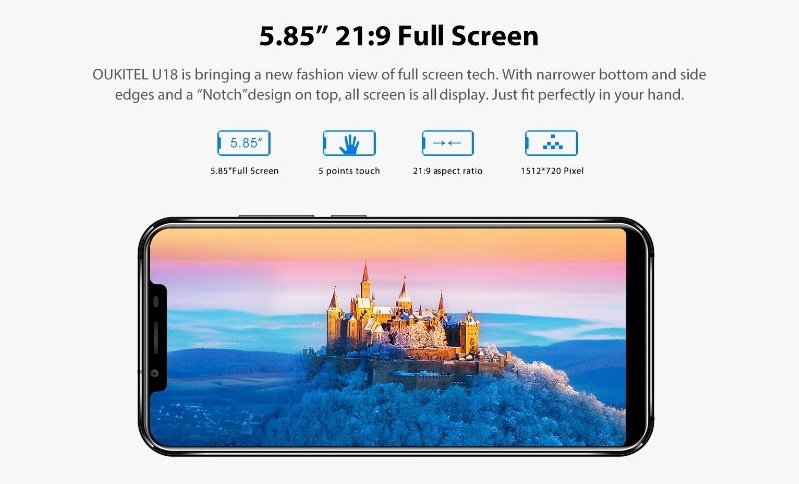 5.85” 21:9 Full Screen
OUKITEL U18 is bringing a new fashion view of full screen tech. With narrower bottom and side
edges and a “Notch”design on top, all screen is all display. Just fit perfectly in your hand.
5.85”
5.85”Full Screen
5 points touch
21:9 aspect ratio
1512*720 Pixel